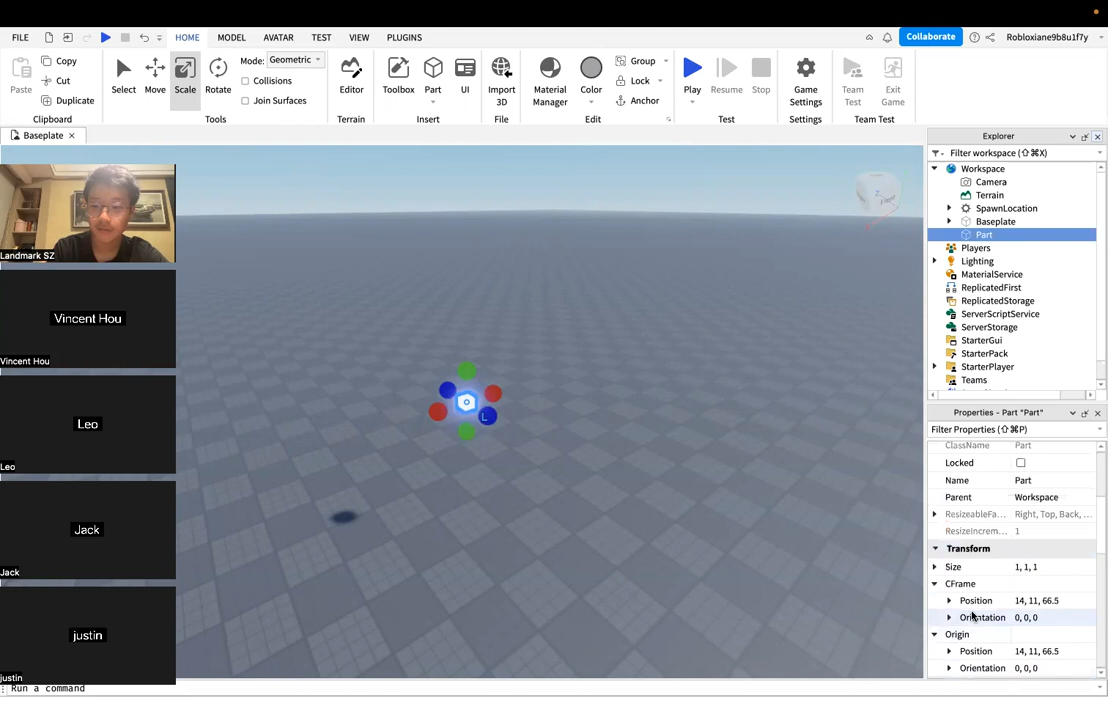 FILE HOME MODEL AVATAR TEST VIEW PLUGINS Collaborate Robloxiane9b8u1f7y
Paste Copy Cut Duplicate
Clipboard
Select Move Scale Rotate Mode: Geometric Collisions Join Surfaces
Tools
Editor
Terrain
Toolbox Part UI
Insert
Import 3D
File
Material Manager Color Group Lock Anchor
Edit
Play Resume Stop
Test
Game Settings
Settings
Team Test Exit Game
Team Test
Baseplate
Landmark SZ
Vincent Hou
Vincent Hou
Leo
Leo
Jack
Jack
justin
justin
L
Explorer
Filter workspace (⇧⌘X)
Workspace
Camera
Terrain
SpawnLocation
Baseplate
Part
Players
Lighting
MaterialService
ReplicatedFirst
ReplicatedStorage
ServerScriptService
ServerStorage
StarterGui
StarterPack
StarterPlayer
Teams
Properties - Part "Part"
Filter Properties (⇧⌘P)
ClassName Part
Locked
Name Part
Parent Workspace
ResizeableFa... Right, Top, Back, ...
ResizeIncrem... 1
Transform
Size 1, 1, 1
CFrame
Position 14, 11, 66.5
Orientation 0, 0, 0
Origin
Position 14, 11, 66.5
Orientation 0, 0, 0
Run a command